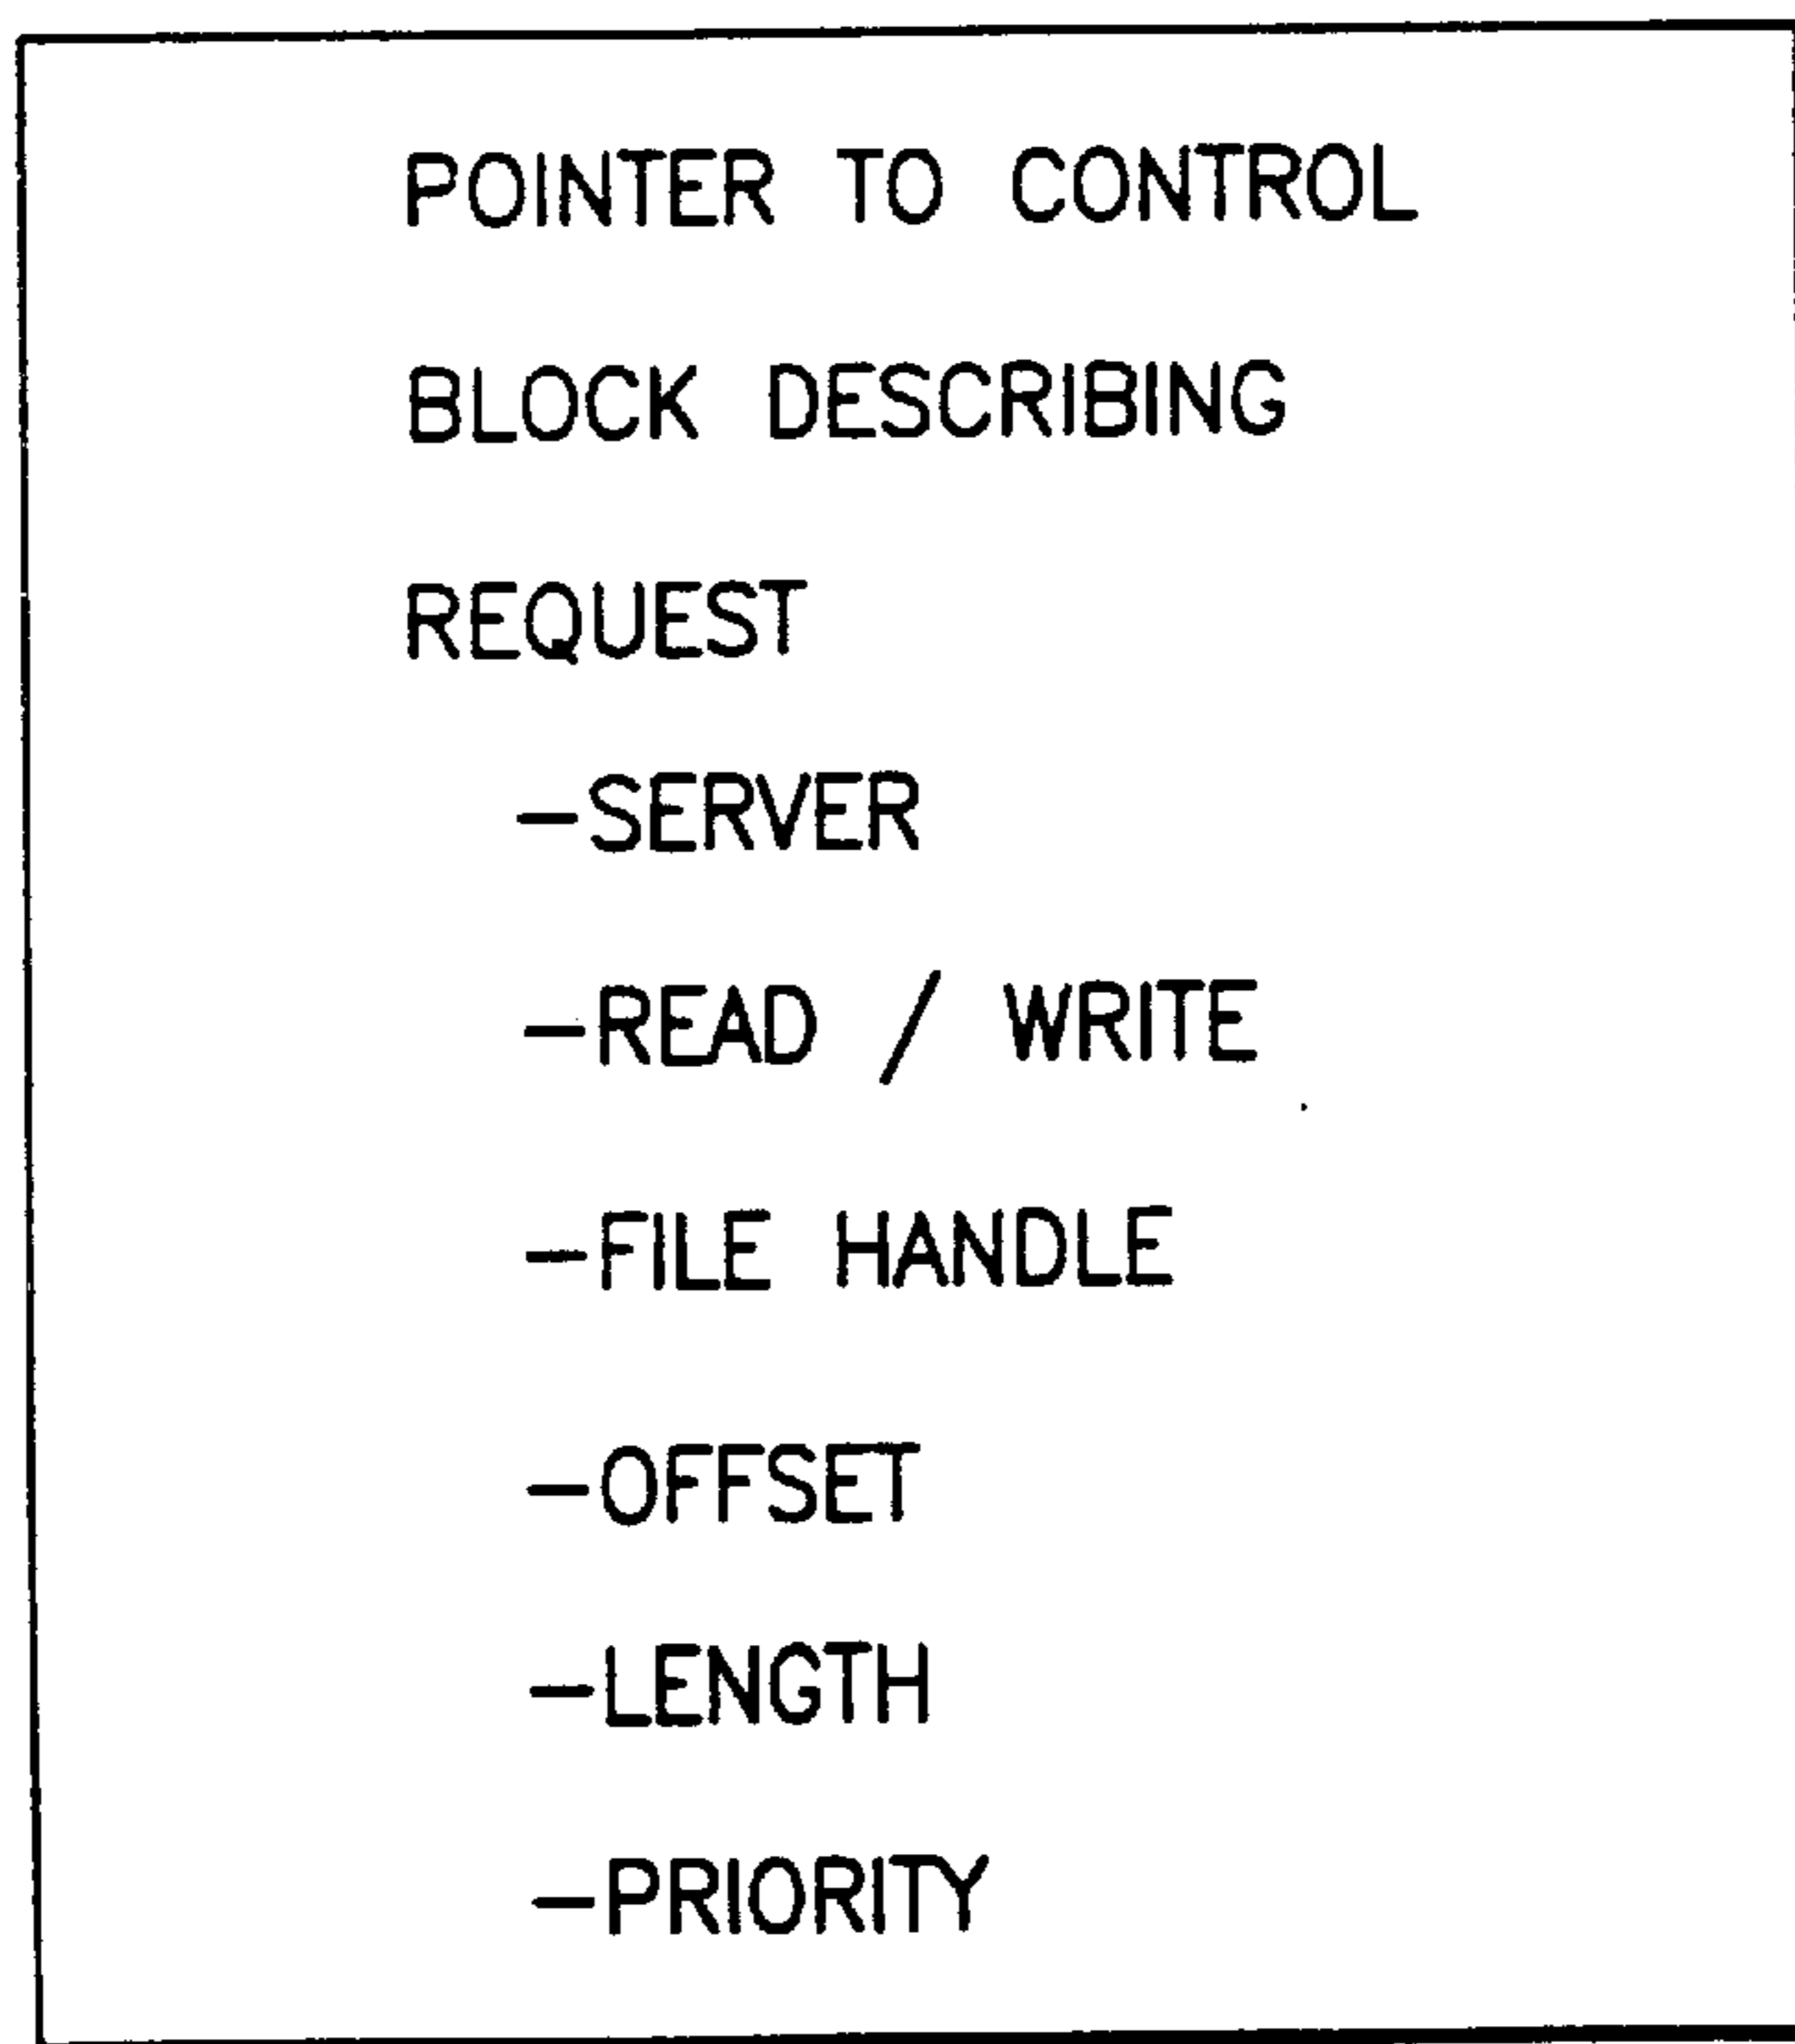 POINTER TO CONTROL
BLOCK DESCRIBING
REQUEST
-SERVER
-READ / WRITE
-FILE HANDLE
-OFFSET
-LENGTH
-PRIORITY